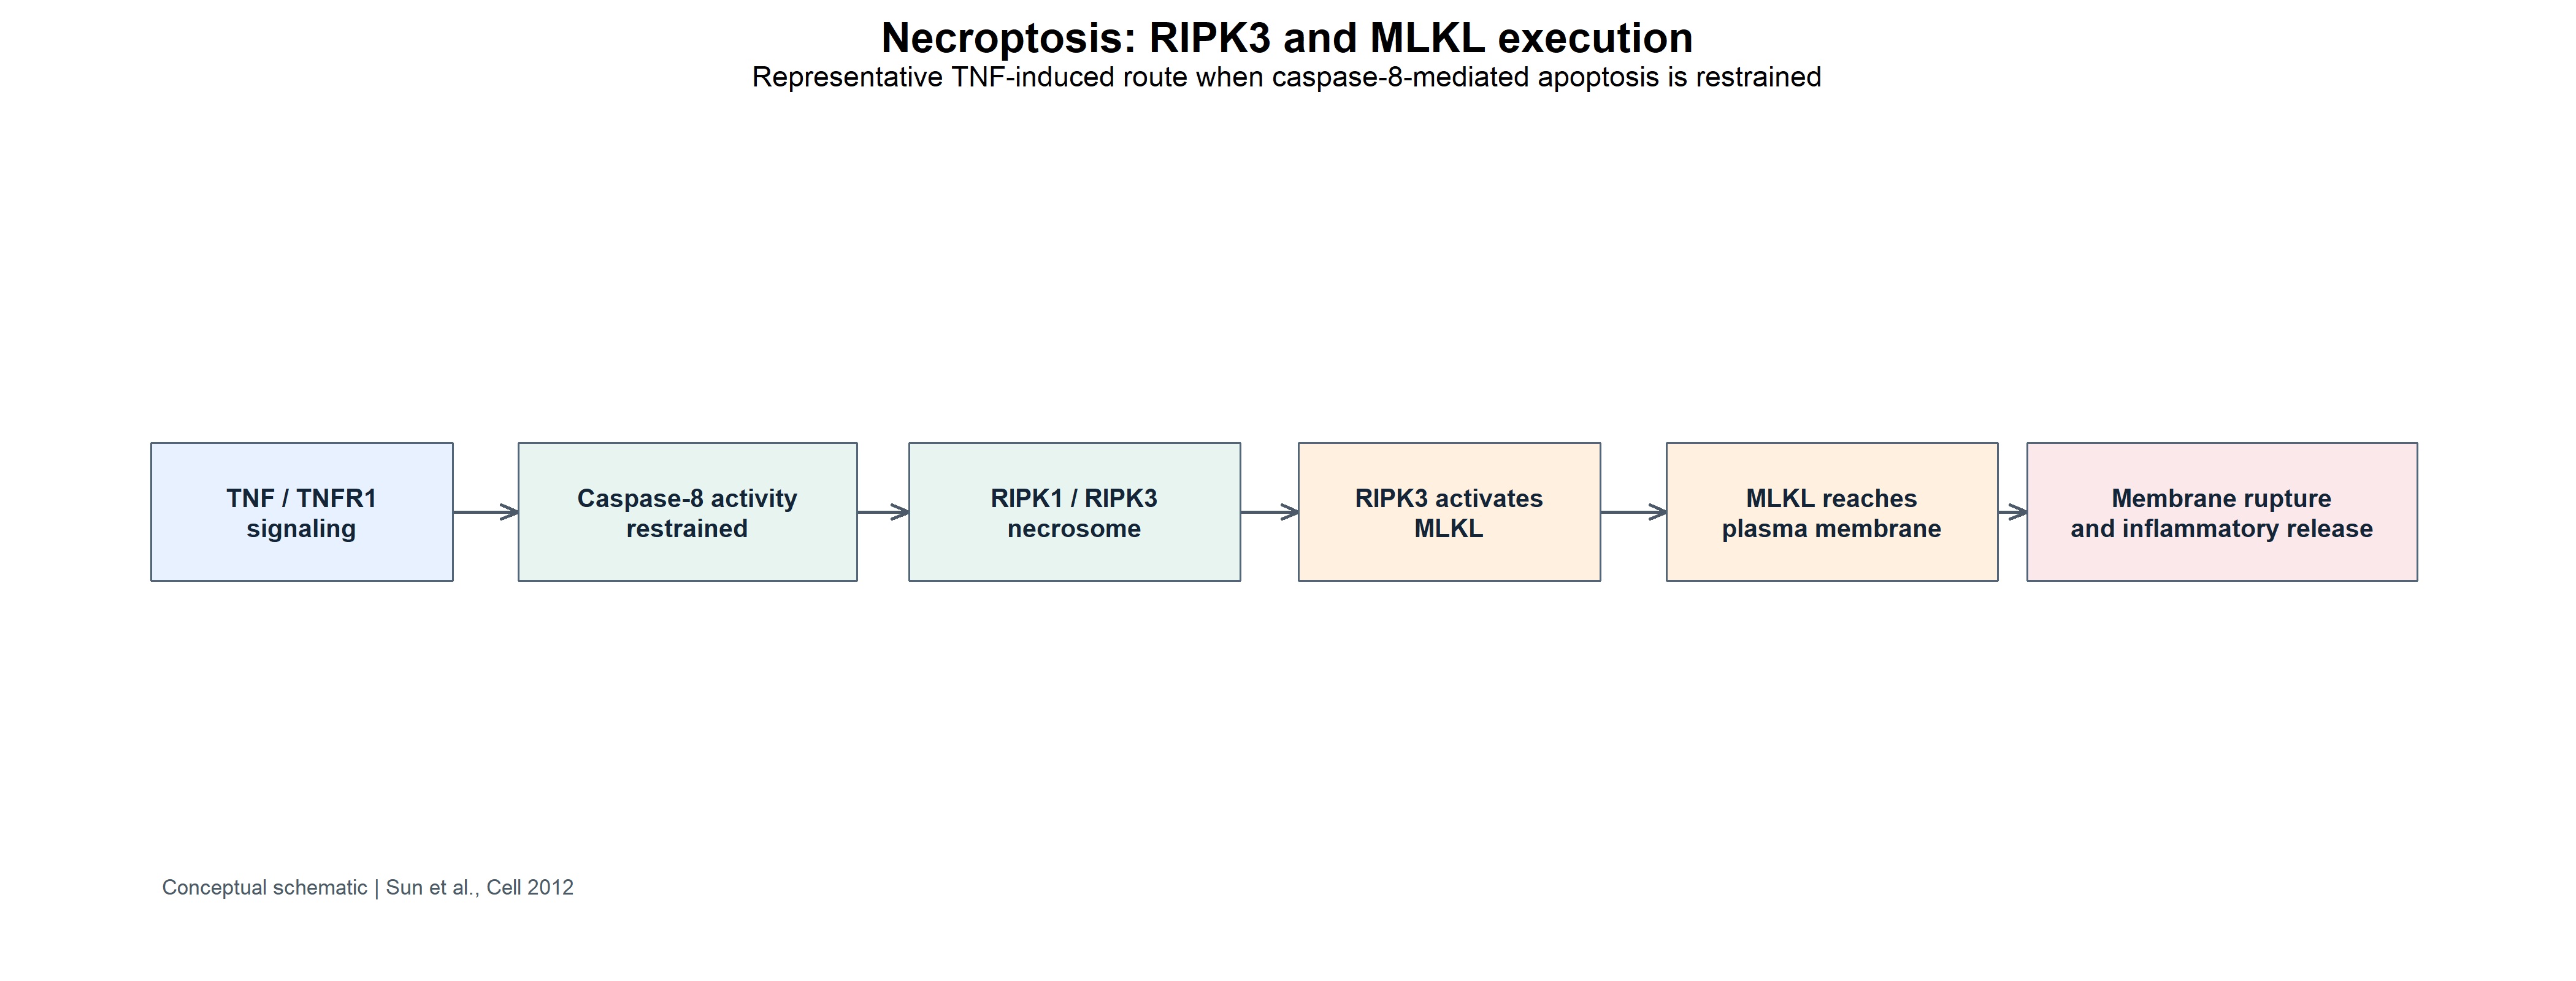 Necroptosis: RIPK3 and MLKL execution
Representative TNF-induced route when caspase-8-mediated apoptosis is restrained
TNF / TNFR1
signaling
Caspase-8 activity
restrained
RIPK1 / RIPK3
necrosome
RIPK3 activates
MLKL
MLKL reaches
plasma membrane
Membrane rupture
and inflammatory release
Conceptual schematic | Sun et al., Cell 2012